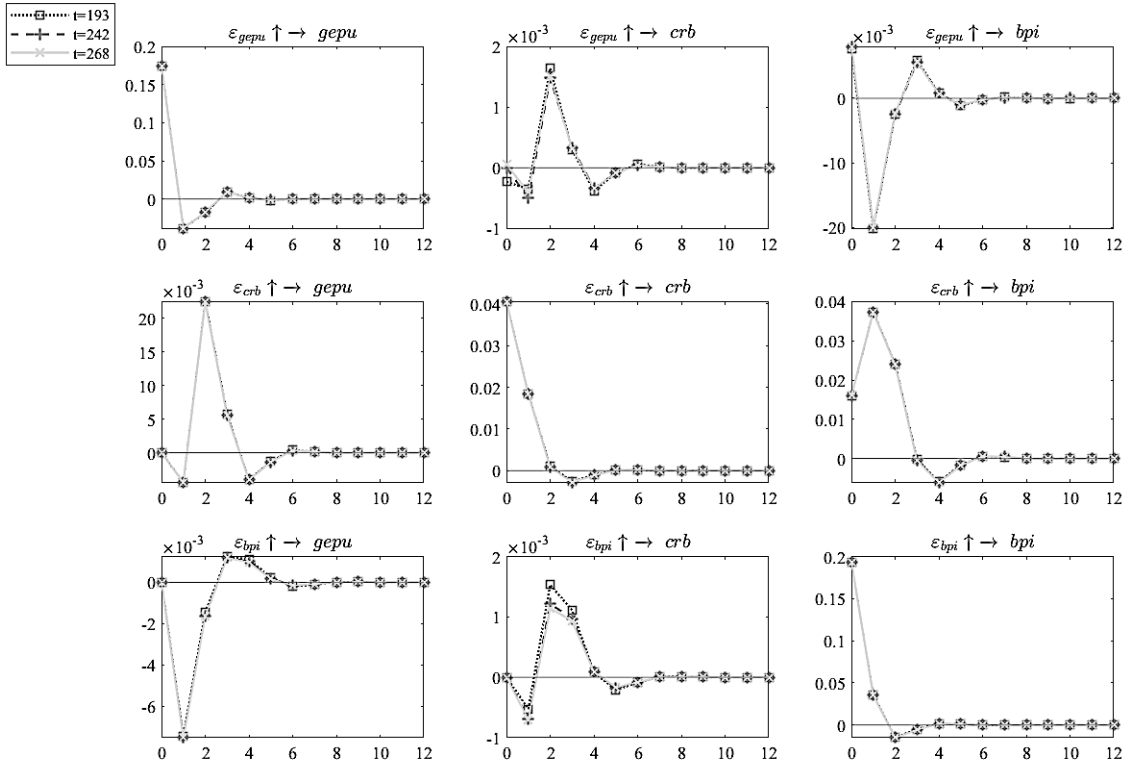 t=193
t=242
t=268
ε_gepu ↑ → gepu
0.2
0.15
0.1
0.05
0
0 2 4 6 8 10 12
ε_gepu ↑ → crb
×10⁻³
2
1
0
-1
0 2 4 6 8 10 12
ε_gepu ↑ → bpi
×10⁻³
0
-10
-20
0 2 4 6 8 10 12
ε_crb ↑ → gepu
×10⁻³
20
15
10
5
0
0 2 4 6 8 10 12
ε_crb ↑ → crb
0.04
0.03
0.02
0.01
0
0 2 4 6 8 10 12
ε_crb ↑ → bpi
0.04
0.03
0.02
0.01
0
0 2 4 6 8 10 12
ε_bpi ↑ → gepu
×10⁻³
0
-2
-4
-6
0 2 4 6 8 10 12
ε_bpi ↑ → crb
×10⁻³
2
1
0
-1
0 2 4 6 8 10 12
ε_bpi ↑ → bpi
0.2
0.15
0.1
0.05
0
0 2 4 6 8 10 12